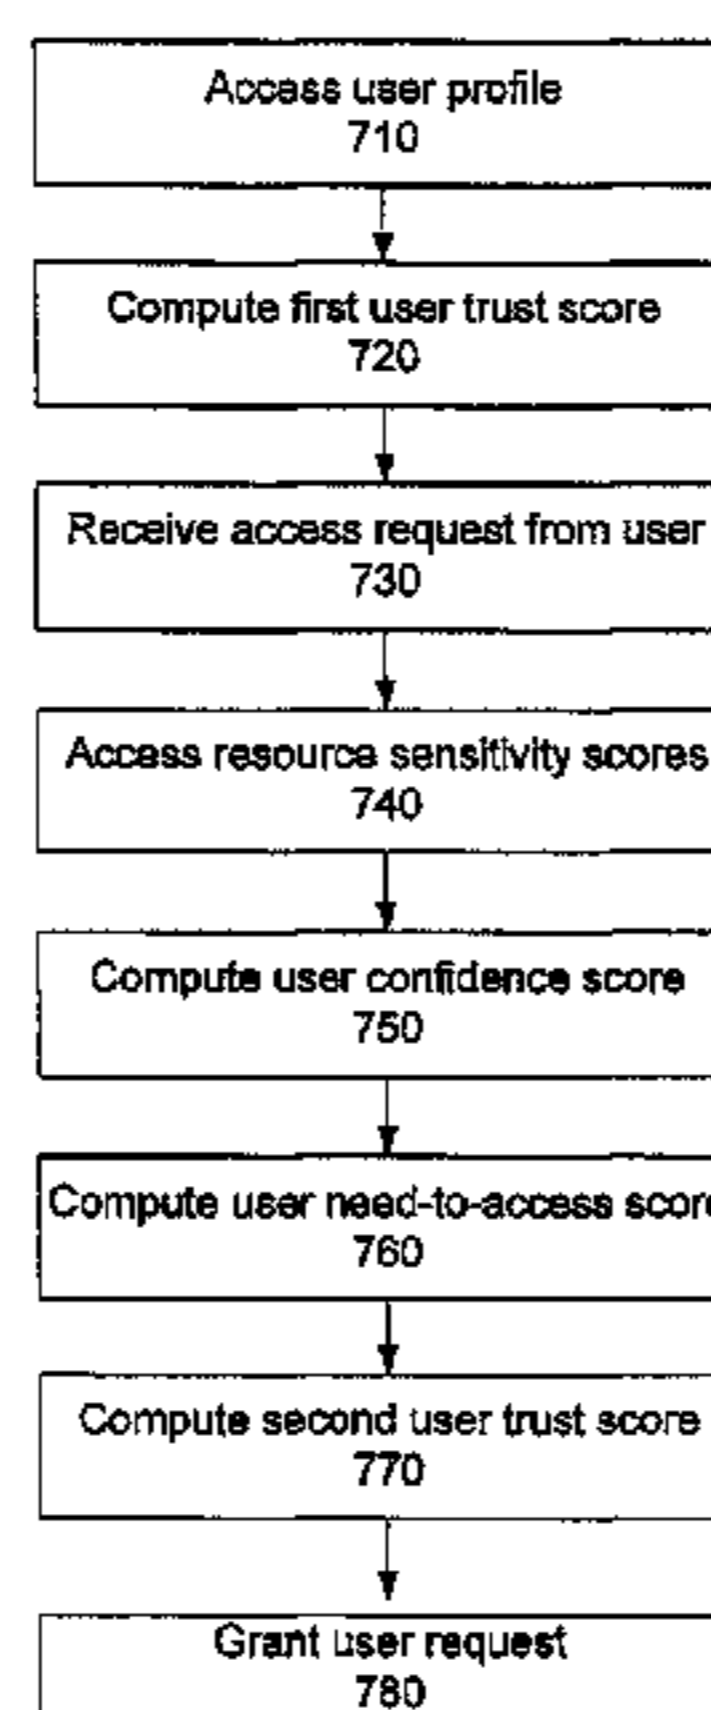 Access user profile
710
Compute first user trust score
720
Receive access request from user
730
Access resource sensitivity scores
740
Compute user confidence score
750
Compute user need-to-access score
760
Compute second user trust score
770
Grant user request
780